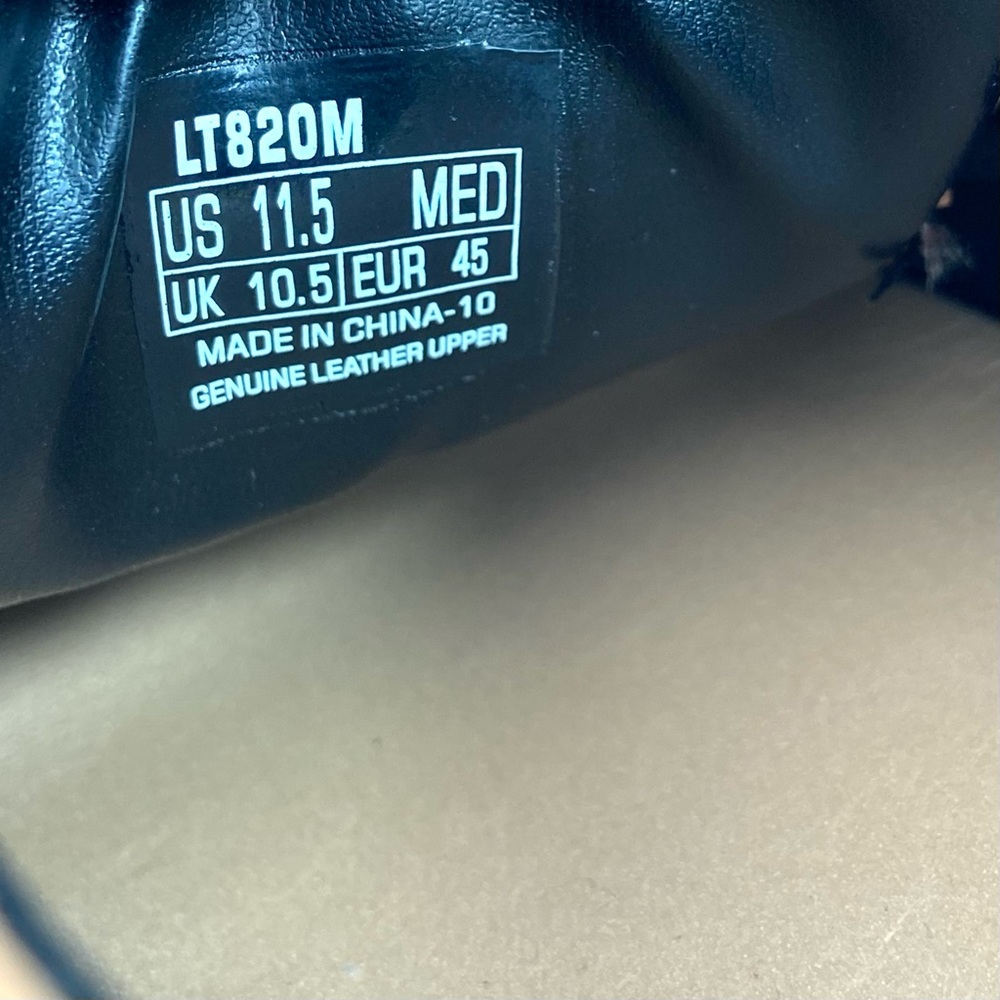 LT820M
US 11.5 MED
UK 10.5 EUR 45
MADE IN CHINA-10
GENUINE LEATHER UPPER